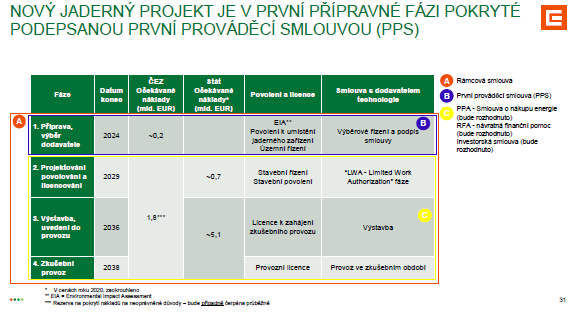 NOVÝ JADERNÝ PROJEKT JE V PRVNÍ PŘÍPRAVNÉ FÁZI POKRYTÉ
PODEPSANOU PRVNÍ PROVÁDĚCÍ SMLOUVOU (PPS)
Fáze
Datum
konec
ČEZ
Očekávané
náklady
(mld. EUR)
STÁT
Očekávané
náklady*
(mld. EUR)
Povolení a licence
Smlouva s dodavatelem
technologie
A
1. Příprava,
výběr
dodavatele
2024
~0,2
EIA**
Povolení k umístění
jaderného zařízení
Územní řízení
Výběrové řízení a podpis
smlouvy
B
2. Projektování
povolování a
licencování
2029
~0,7
Stavební řízení
Stavební povolení
"LWA - Limited Work
Authorization" fáze
1,8***
3. Výstavba,
uvedení do
provozu
2036
~5,1
Licence k zahájení
zkušebního provozu
Výstavba
C
4. Zkušební
provoz
2038
Provozní licence
Provoz ve zkušebním období
A Rámcová smlouva
B První prováděcí smlouva (PPS)
C PPA - Smlouva o nákupu energie
(bude rozhodnuto)
RFA - návratná finanční pomoc
(bude rozhodnuto)
Investorská smlouva (bude
rozhodnuto)
* V cenách roku 2020, zaokrouhleno
** EIA = Environmental Impact Assessment
*** Rezerva na pokrytí nákladů na neoprávněné důvody – bude případně čerpána průběžně
31